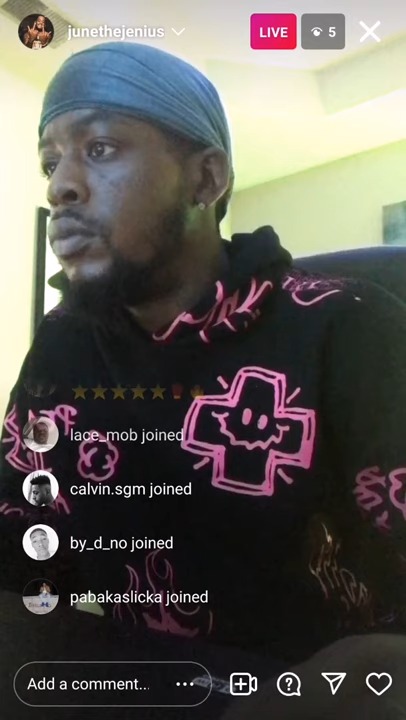 junethejenius
LIVE
5
lace_mob joined
calvin.sgm joined
by_d_no joined
pabakaslicka joined
Add a comment...